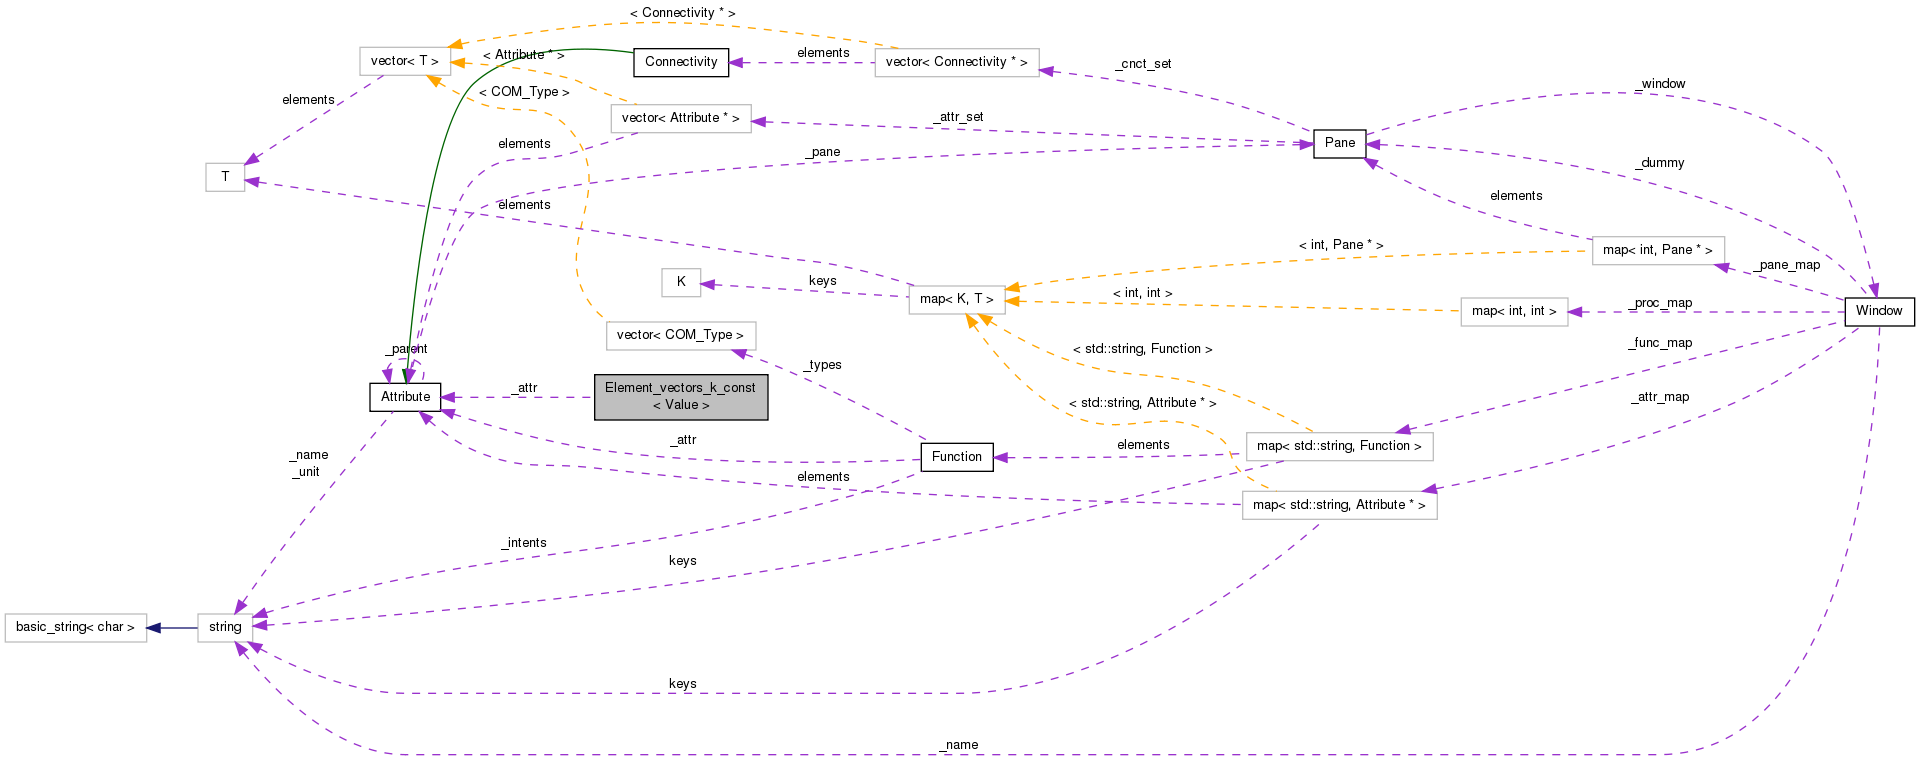 < Connectivity * >
vector< T >
< Attribute * >
Connectivity
elements
vector< Connectivity * >
_cnct_set
_window
< COM_Type >
elements
vector< Attribute * >
_attr_set
elements
_pane
Pane
_dummy
T
elements
elements
< int, Pane * >
map< int, Pane * >
_pane_map
K
keys
map< K, T >
< int, int >
map< int, int >
_proc_map
Window
vector< COM_Type >
_parent
_types
< std::string, Function >
_func_map
Attribute
_attr
Element_vectors_k_const
< Value >
< std::string, Attribute * >
_attr_map
_attr
Function
elements
map< std::string, Function >
_name
_unit
elements
map< std::string, Attribute * >
_intents
keys
basic_string< char >
string
keys
_name